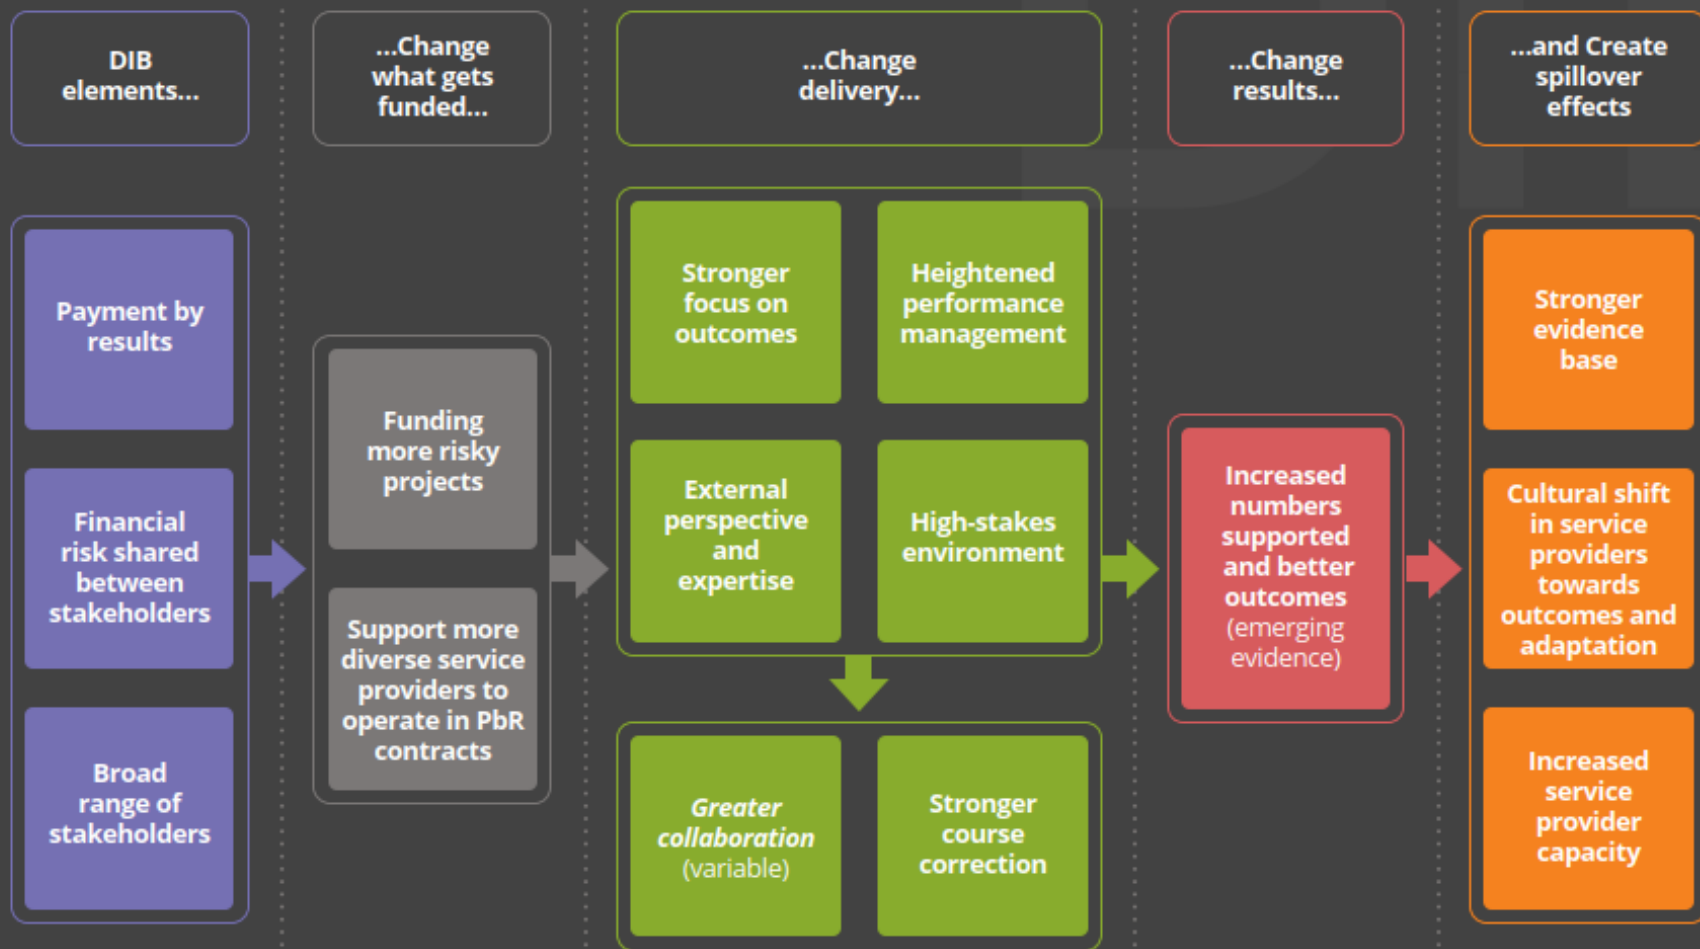 DIB
elements...
...Change
what gets
funded...
...Change
delivery...
...Change
results...
...and Create
spillover
effects
Payment by
results
Financial
risk shared
between
stakeholders
Broad
range of
stakeholders
Funding
more risky
projects
Support more
diverse service
providers to
operate in PbR
contracts
Stronger
focus on
outcomes
Heightened
performance
management
External
perspective
and
expertise
High-stakes
environment
Greater
collaboration
(variable)
Stronger
course
correction
Increased
numbers
supported
and better
outcomes
(emerging
evidence)
Stronger
evidence
base
Cultural shift
in service
providers
towards
outcomes and
adaptation
Increased
service
provider
capacity